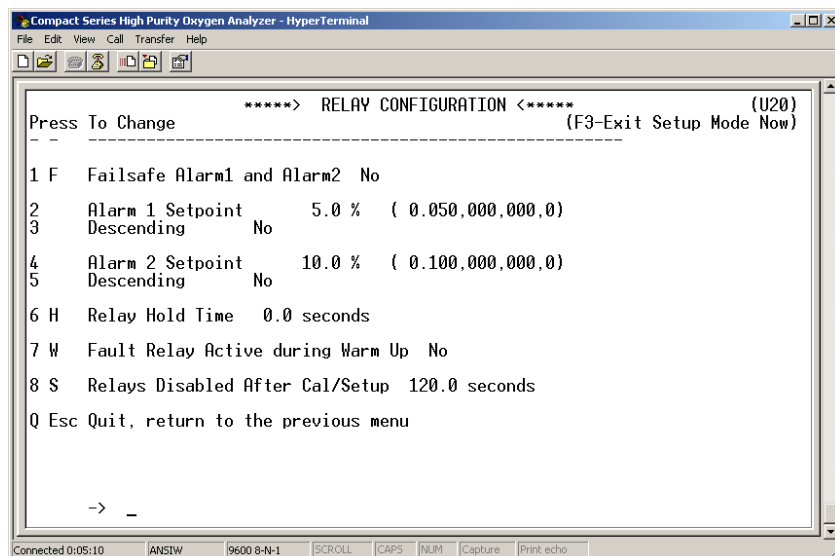 Compact Series High Purity Oxygen Analyzer - HyperTerminal
File Edit View Call Transfer Help
*****> RELAY CONFIGURATION <***** (U20)
Press To Change (F3-Exit Setup Mode Now)
- - -------------------------------------------------------
1 F Failsafe Alarm1 and Alarm2 No
2 Alarm 1 Setpoint 5.0 % ( 0.050,000,000,0)
3 Descending No
4 Alarm 2 Setpoint 10.0 % ( 0.100,000,000,0)
5 Descending No
6 H Relay Hold Time 0.0 seconds
7 W Fault Relay Active during Warm Up No
8 S Relays Disabled After Cal/Setup 120.0 seconds
Q Esc Quit, return to the previous menu
-> _
Connected 0:05:10 ANSIW 9600 8-N-1 SCROLL CAPS NUM Capture Print echo